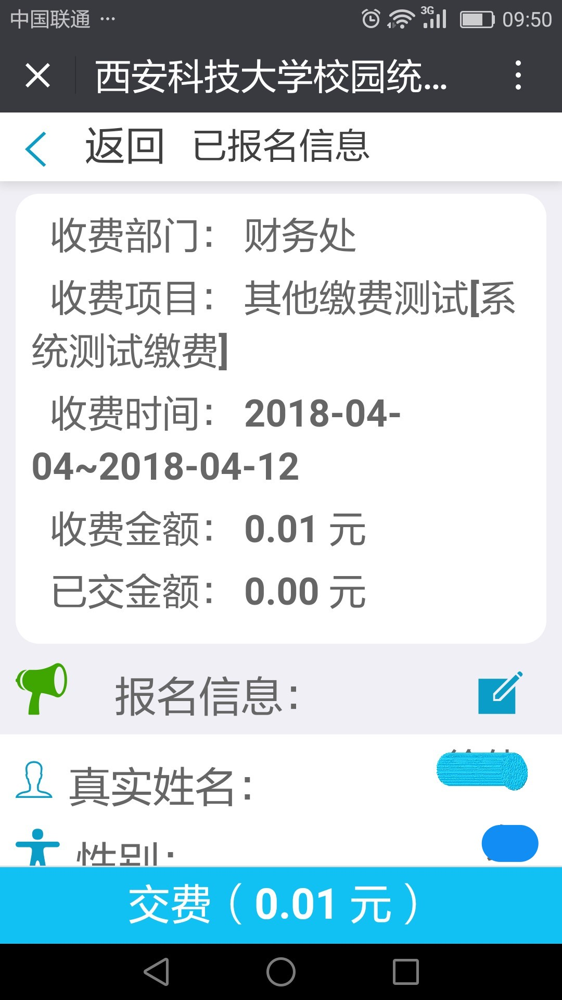 中国联通 ···
3G
09:50
西安科技大学校园统...
返回 已报名信息
收费部门： 财务处
收费项目： 其他缴费测试[系
统测试缴费]
收费时间： 2018-04-
04~2018-04-12
收费金额： 0.01 元
已交金额： 0.00 元
报名信息：
真实姓名：
性别：
交费（0.01 元）